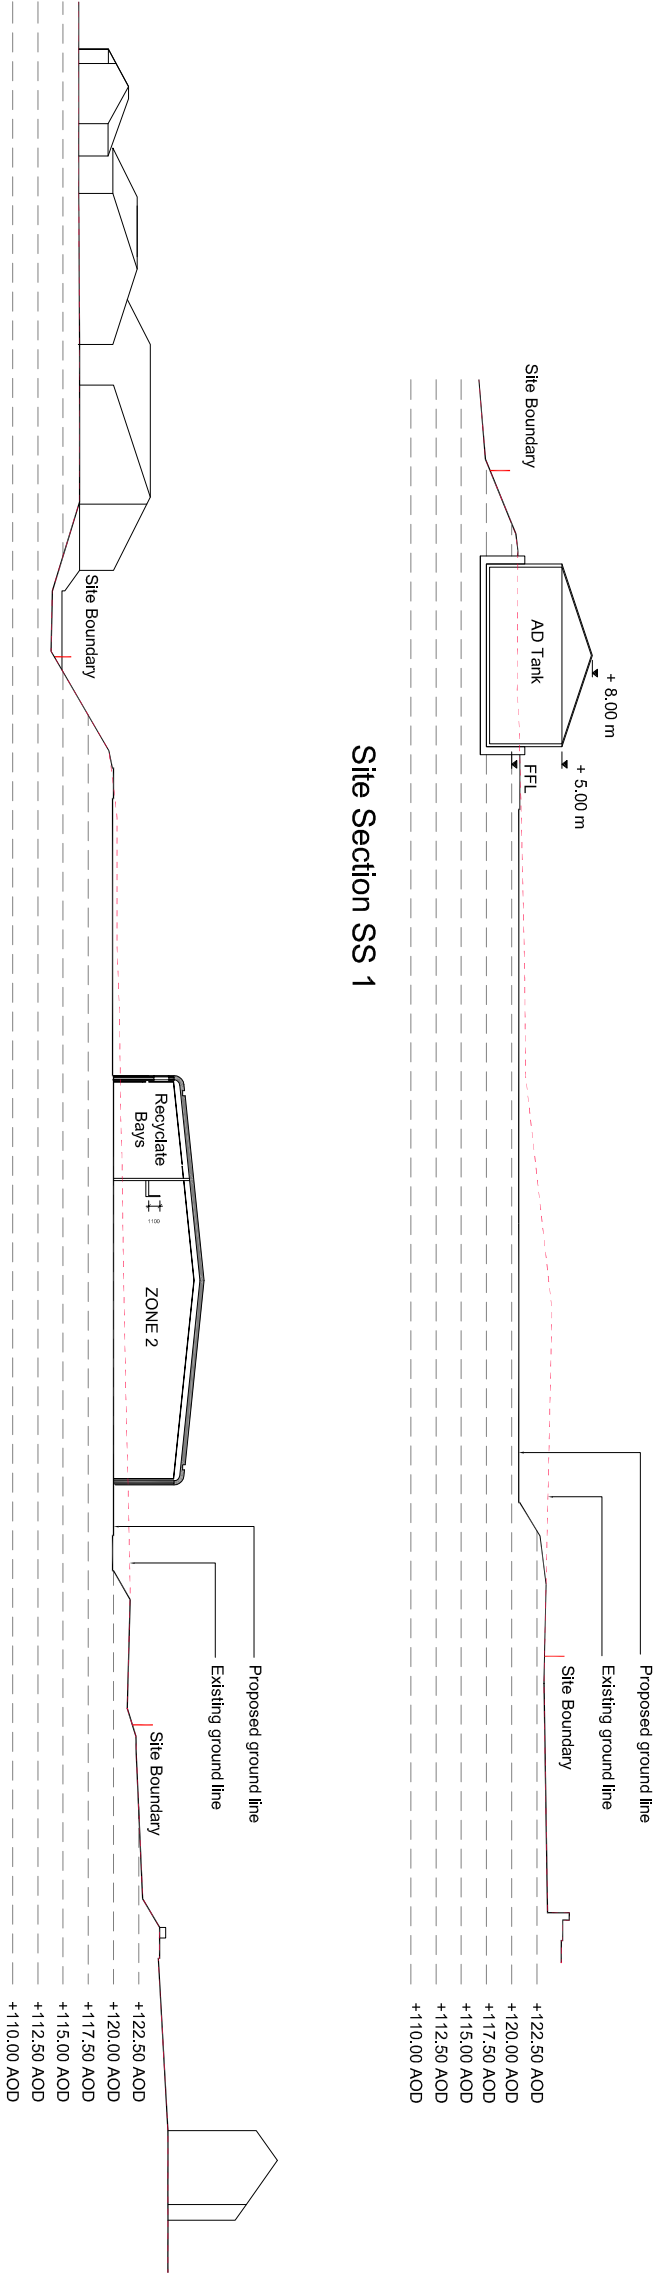 Site Boundary
AD Tank
+ 8.00 m
+ 5.00 m
FFL
Proposed ground line
Existing ground line
Site Boundary
+122.50 AOD
+120.00 AOD
+117.50 AOD
+115.00 AOD
+112.50 AOD
+110.00 AOD
Site Section SS 1
Site Boundary
Recyclate
Bays
1100
ZONE 2
Proposed ground line
Existing ground line
Site Boundary
+122.50 AOD
+120.00 AOD
+117.50 AOD
+115.00 AOD
+112.50 AOD
+110.00 AOD